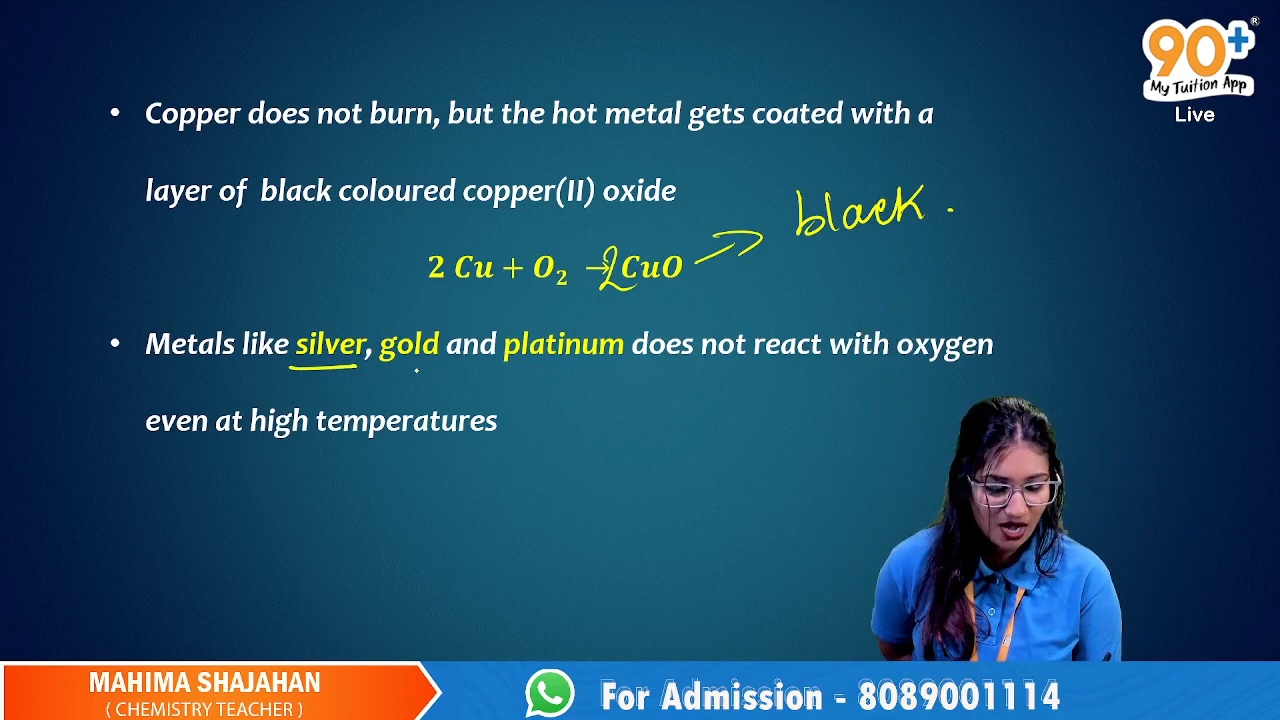 90+
®
My Tuition App
Live
• Copper does not burn, but the hot metal gets coated with a
layer of black coloured copper(II) oxide
black.
2 Cu + O₂ → 2 CuO
• Metals like silver, gold and platinum does not react with oxygen
even at high temperatures
MAHIMA SHAJAHAN
( CHEMISTRY TEACHER )
For Admission - 8089001114